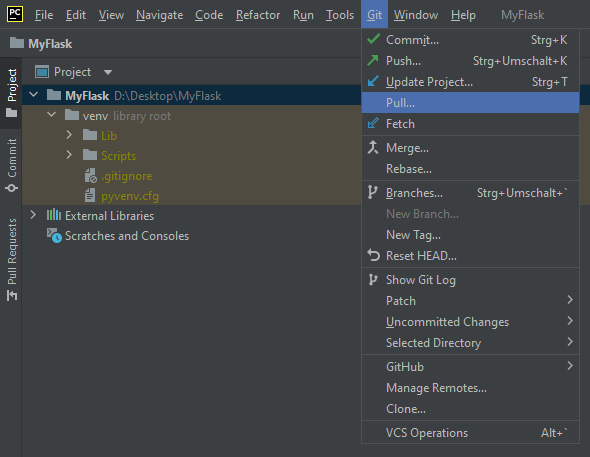 PC File Edit View Navigate Code Refactor Run Tools Git Window Help MyFlask
MyFlask
Project
Commit
Pull Requests
Project
MyFlask D:\Desktop\MyFlask
venv library root
Lib
Scripts
.gitignore
pyvenv.cfg
External Libraries
Scratches and Consoles
Commit... Strg+K
Push... Strg+Umschalt+K
Update Project... Strg+T
Pull...
Fetch
Merge...
Rebase...
Branches... Strg+Umschalt+`
New Branch...
New Tag...
Reset HEAD...
Show Git Log
Patch
Uncommitted Changes
Selected Directory
GitHub
Manage Remotes...
Clone...
VCS Operations Alt+`